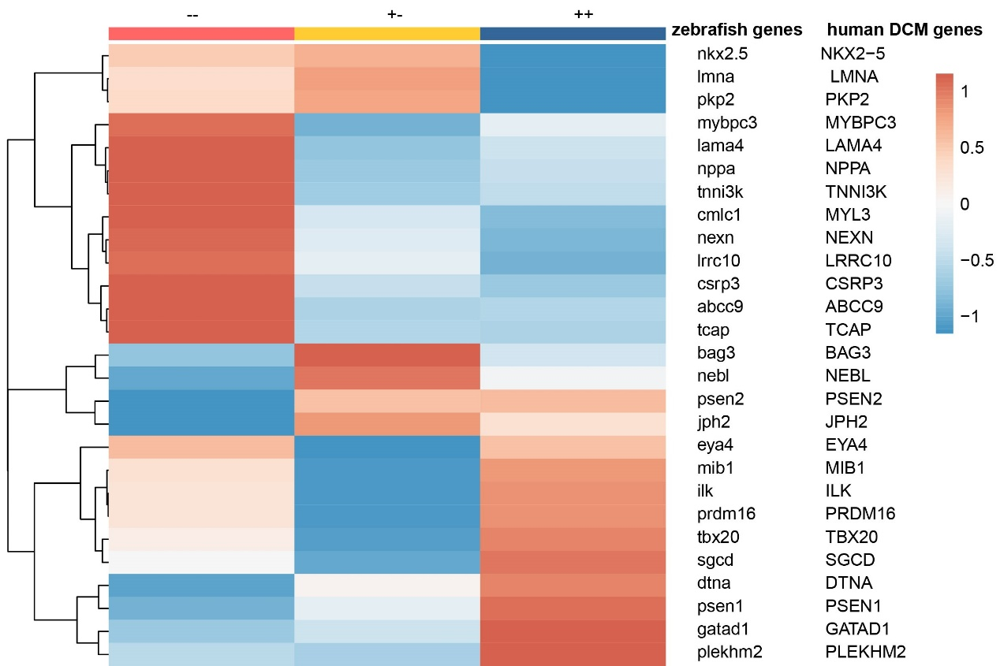 -- +- ++
zebrafish genes human DCM genes
nkx2.5 NKX2−5
lmna LMNA
pkp2 PKP2
mybpc3 MYBPC3
lama4 LAMA4
nppa NPPA
tnni3k TNNI3K
cmlc1 MYL3
nexn NEXN
lrrc10 LRRC10
csrp3 CSRP3
abcc9 ABCC9
tcap TCAP
bag3 BAG3
nebl NEBL
psen2 PSEN2
jph2 JPH2
eya4 EYA4
mib1 MIB1
ilk ILK
prdm16 PRDM16
tbx20 TBX20
sgcd SGCD
dtna DTNA
psen1 PSEN1
gatad1 GATAD1
plekhm2 PLEKHM2
1
0.5
0
−0.5
−1